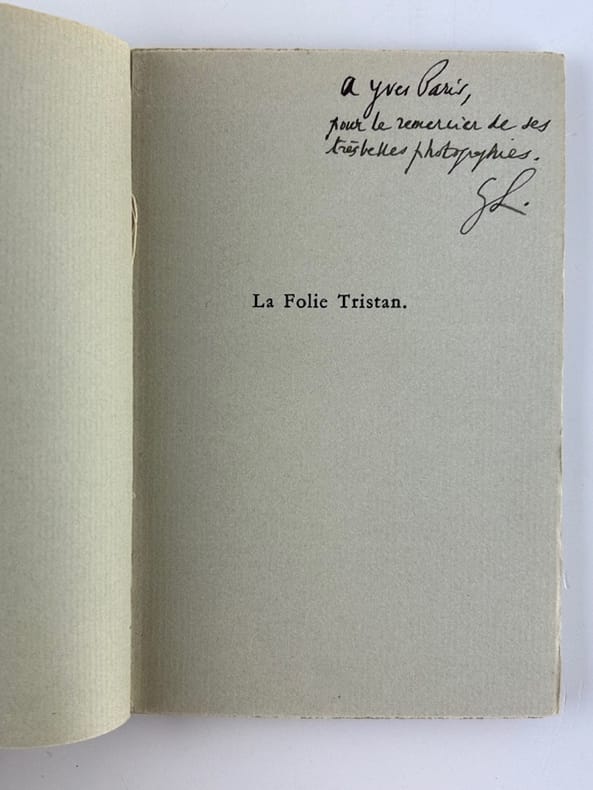 A Yves Paris,
pour le remercier de ses
très belles photographies.
GL.
La Folie Tristan.